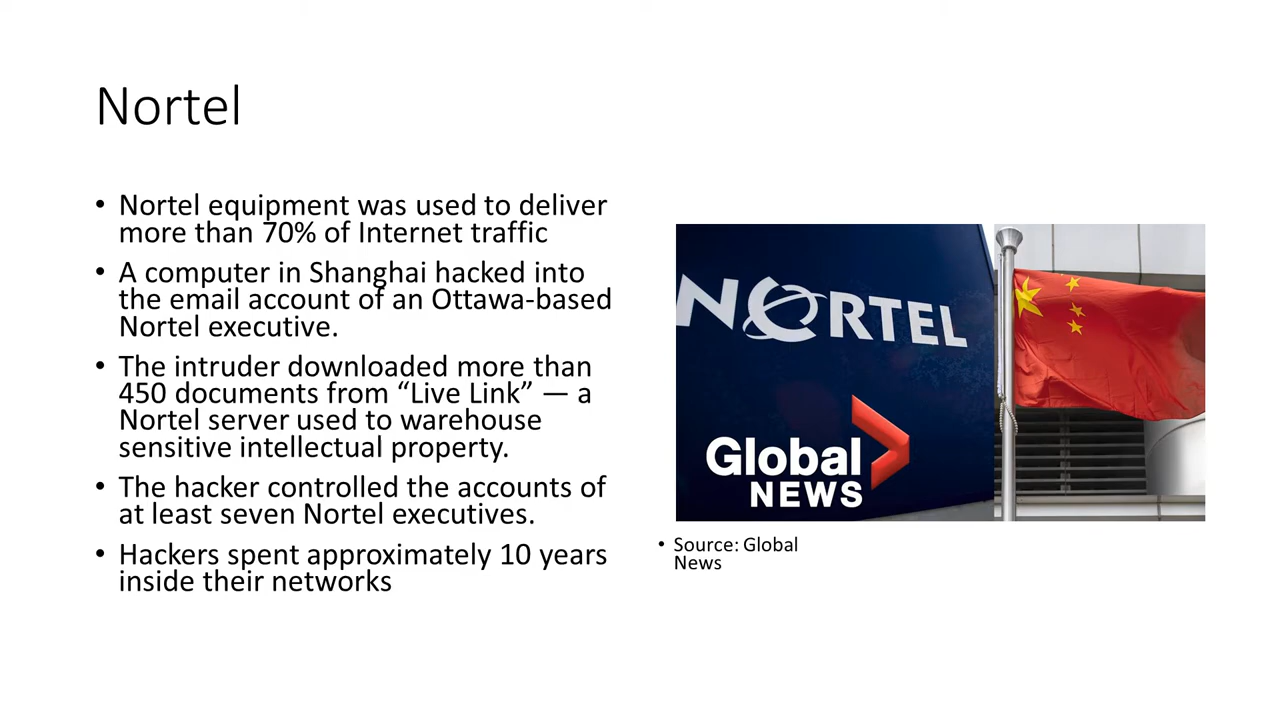 Nortel
• Nortel equipment was used to deliver
more than 70% of Internet traffic
• A computer in Shanghai hacked into
the email account of an Ottawa-based
Nortel executive.
• The intruder downloaded more than
450 documents from “Live Link” — a
Nortel server used to warehouse
sensitive intellectual property.
• The hacker controlled the accounts of
at least seven Nortel executives.
• Hackers spent approximately 10 years
inside their networks
NORTEL
Global
NEWS
• Source: Global
News